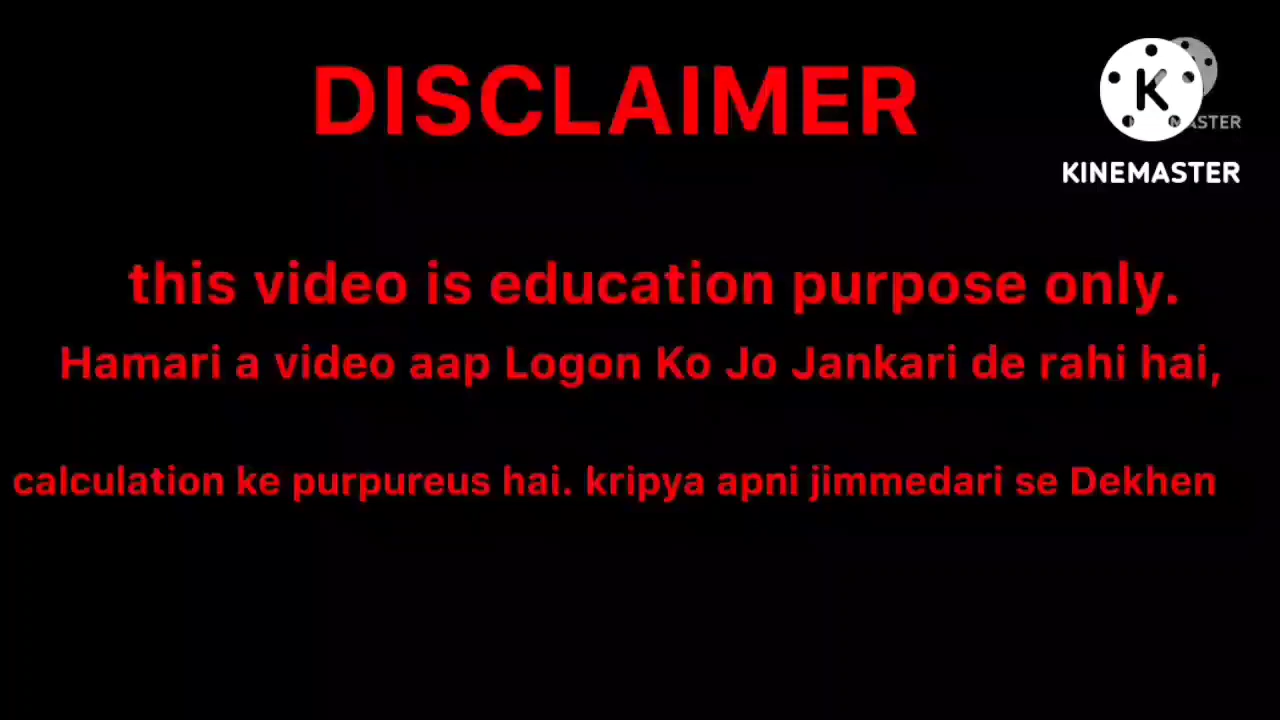 DISCLAIMER
KINEMASTER
this video is education purpose only.
Hamari a video aap Logon Ko Jo Jankari de rahi hai,
calculation ke purpureus hai. kripya apni jimmedari se Dekhen